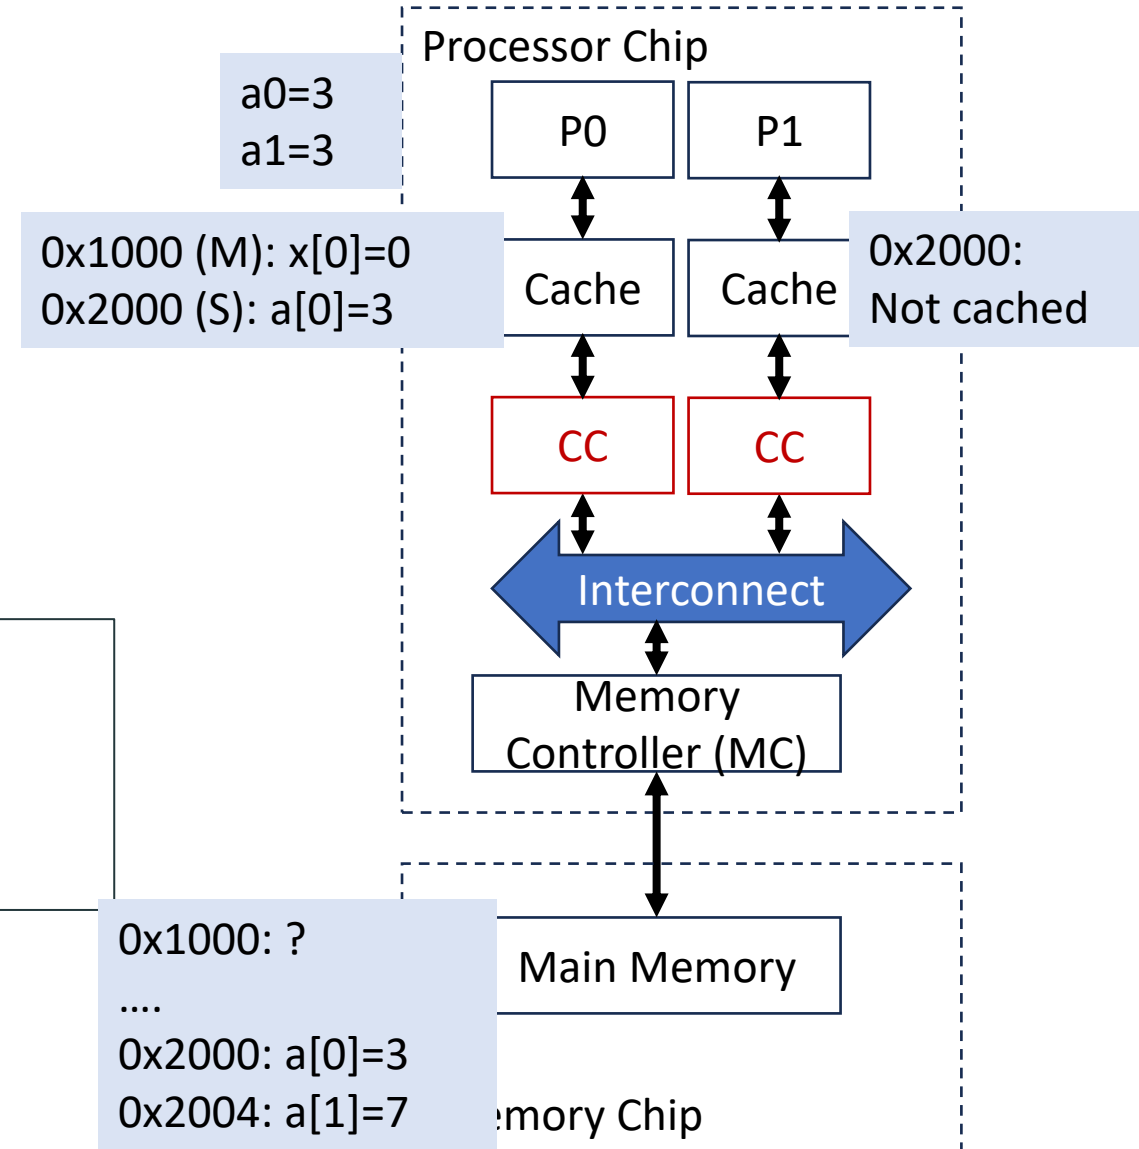 Processor Chip
a0=3
a1=3
P0
P1
0x1000 (M): x[0]=0
0x2000 (S): a[0]=3
Cache
Cache
0x2000:
Not cached
CC
CC
Interconnect
Memory
Controller (MC)
0x1000: ?
....
0x2000: a[0]=3
0x2004: a[1]=7
Main Memory
emory Chip